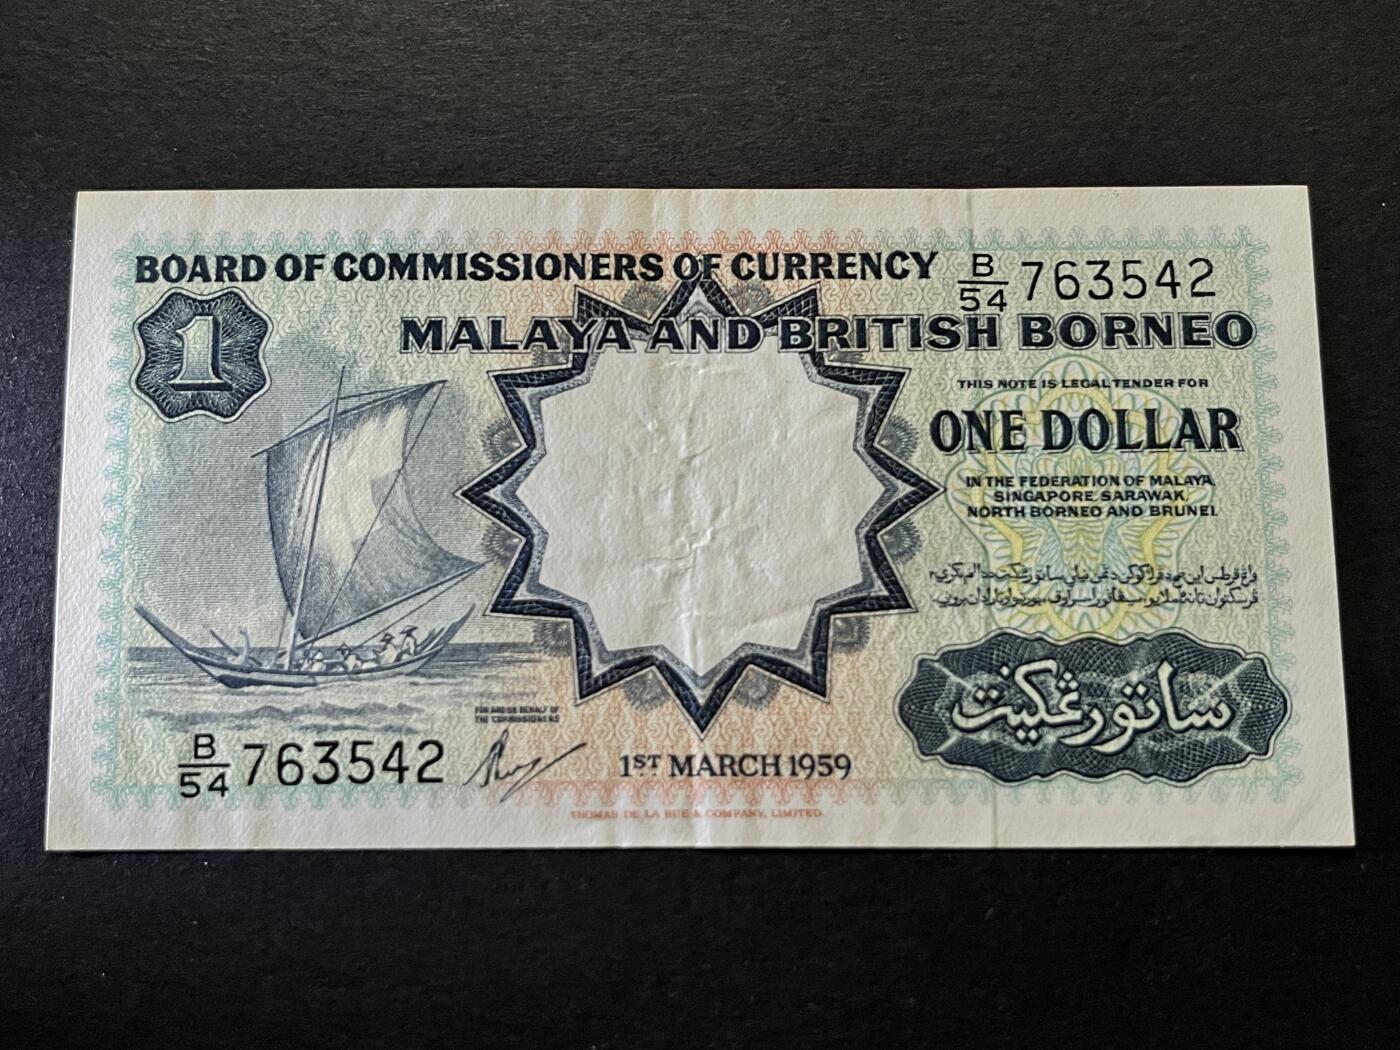 BOARD OF COMMISSIONERS OF CURRENCY
B/54 763542
MALAYA AND BRITISH BORNEO
1
THIS NOTE IS LEGAL TENDER FOR
ONE DOLLAR
IN THE FEDERATION OF MALAYA,
SINGAPORE, SARAWAK,
NORTH BORNEO AND BRUNEI.
ساتو رڠݢيت
FOR AND ON BEHALF OF
THE COMMISSIONERS
B/54 763542
1ST MARCH 1959
THOMAS DE LA RUE & COMPANY, LIMITED.